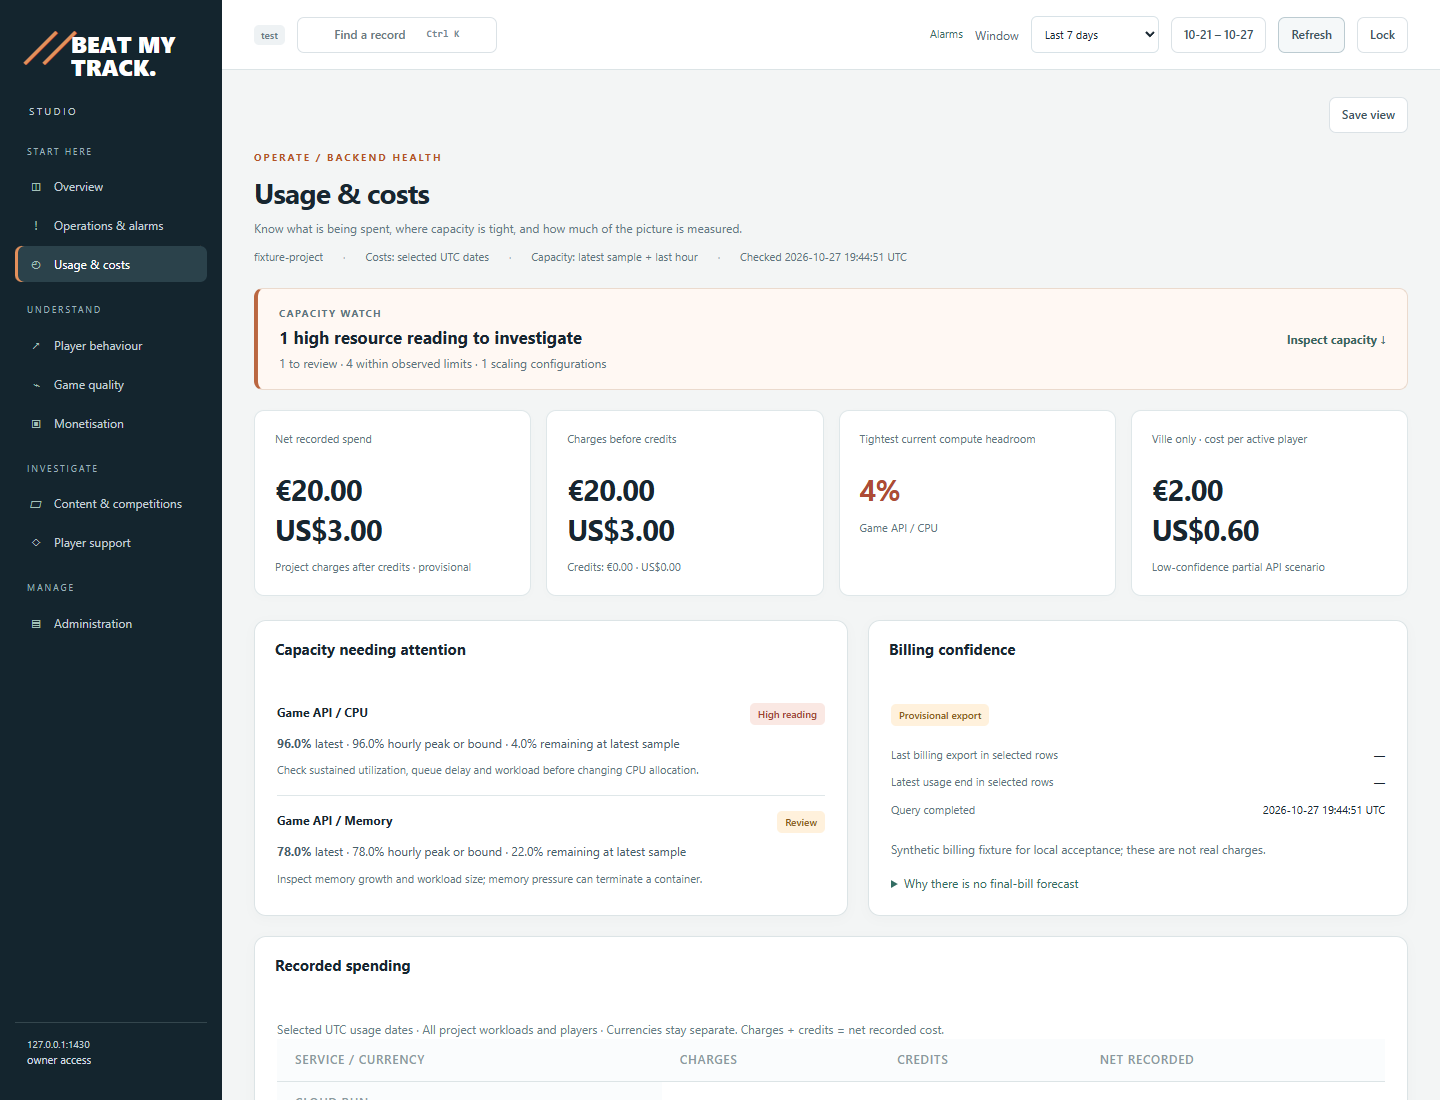 BEAT MY
TRACK.
STUDIO
START HERE
Overview
! Operations & alarms
Usage & costs
UNDERSTAND
Player behaviour
Game quality
Monetisation
INVESTIGATE
Content & competitions
Player support
MANAGE
Administration
127.0.0.1:1430
owner access
test
Find a record Ctrl K
Alarms Window Last 7 days 10-21 – 10-27 Refresh Lock
Save view
OPERATE / BACKEND HEALTH
Usage & costs
Know what is being spent, where capacity is tight, and how much of the picture is measured.
fixture-project · Costs: selected UTC dates · Capacity: latest sample + last hour · Checked 2026-10-27 19:44:51 UTC
CAPACITY WATCH
1 high resource reading to investigate
1 to review · 4 within observed limits · 1 scaling configurations
Inspect capacity ↓
Net recorded spend
€20.00
US$3.00
Project charges after credits · provisional
Charges before credits
€20.00
US$3.00
Credits: €0.00 · US$0.00
Tightest current compute headroom
4%
Game API / CPU
Ville only · cost per active player
€2.00
US$0.60
Low-confidence partial API scenario
Capacity needing attention
Game API / CPU High reading
96.0% latest · 96.0% hourly peak or bound · 4.0% remaining at latest sample
Check sustained utilization, queue delay and workload before changing CPU allocation.
Game API / Memory Review
78.0% latest · 78.0% hourly peak or bound · 22.0% remaining at latest sample
Inspect memory growth and workload size; memory pressure can terminate a container.
Billing confidence
Provisional export
Last billing export in selected rows —
Latest usage end in selected rows —
Query completed 2026-10-27 19:44:51 UTC
Synthetic billing fixture for local acceptance; these are not real charges.
▶ Why there is no final-bill forecast
Recorded spending
Selected UTC usage dates · All project workloads and players · Currencies stay separate. Charges + credits = net recorded cost.
SERVICE / CURRENCY CHARGES CREDITS NET RECORDED
CLOUD RUN